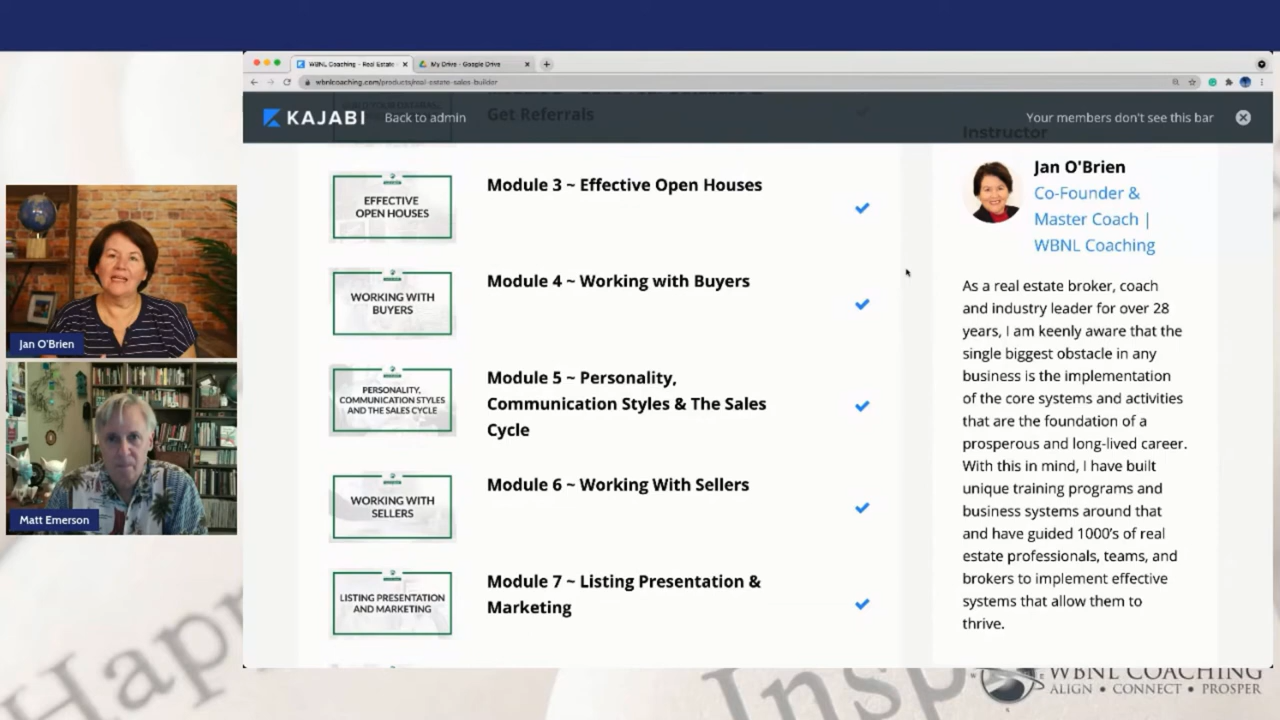 WBNL Coaching - Real Estate
My Drive - Google Drive
wbnlcoaching.com/products/real-estate-sales-builder
KAJABI
Back to admin
Get Referrals
Your members don't see this bar
Instructor
EFFECTIVE
OPEN HOUSES
Module 3 ~ Effective Open Houses
WORKING WITH
BUYERS
Module 4 ~ Working with Buyers
PERSONALITY,
COMMUNICATION STYLES
AND THE SALES CYCLE
Module 5 ~ Personality,
Communication Styles & The Sales
Cycle
WORKING WITH
SELLERS
Module 6 ~ Working With Sellers
LISTING PRESENTATION
AND MARKETING
Module 7 ~ Listing Presentation &
Marketing
Jan O'Brien
Co-Founder &
Master Coach |
WBNL Coaching
As a real estate broker, coach
and industry leader for over 28
years, I am keenly aware that the
single biggest obstacle in any
business is the implementation
of the core systems and activities
that are the foundation of a
prosperous and long-lived career.
With this in mind, I have built
unique training programs and
business systems around that
and have guided 1000's of real
estate professionals, teams, and
brokers to implement effective
systems that allow them to
thrive.
Jan O'Brien
Matt Emerson
Hap
Insp
WBNL COACHING
ALIGN • CONNECT • PROSPER